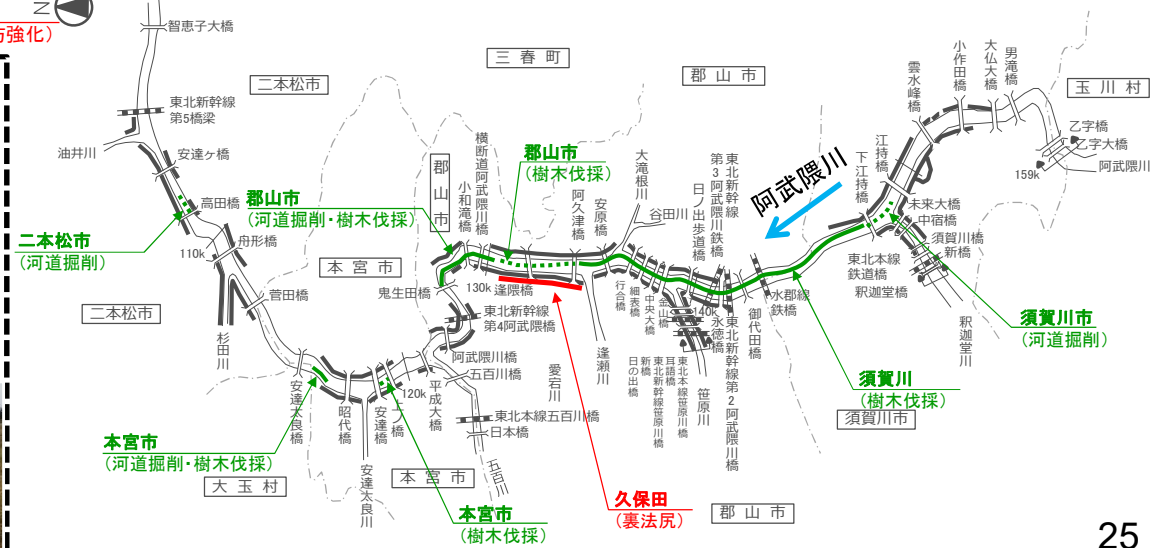 Z
方強化）
智恵子大橋
二本松市
東北新幹線
第5橋梁
油井川
安達ヶ橋
高田橋
二本松市
（河道掘削）
110k
舟形橋
二本松市
菅田橋
杉田川
安達太良橋
昭代橋
安達橋
上ノ橋
120k
平成大橋
安達太良川
本宮市
（河道掘削・樹木伐採）
大玉村
本宮市
本宮市
（樹木伐採）
五百川
日本橋
東北本線五百川橋
五百川橋
阿武隈川橋
東北新幹線
第4阿武隈橋
鬼生田橋
本宮市
郡山市
（河道掘削・樹木伐採）
郡山市
小和滝橋
横断道阿武隈川橋
130k
逢隈橋
郡山市
（樹木伐採）
三春町
阿久津橋
安原橋
愛宕川
逢瀬川
久保田
（裏法尻）
大滝根川
谷田川
行合橋
細表橋
中央大橋
金山橋
日ノ出歩道橋
第3阿武隈川鉄橋
東北新幹線
140k
永徳橋
東北新幹線第2阿武隈川橋
日の出橋
新橋
東北新幹線笹原川橋
耳語橋
東北本線笹原川橋
笹原川
御代田橋
水郡線
鉄橋
郡山市
郡山市
阿武隈川
須賀川
（樹木伐採）
須賀川市
東北本線
鉄道橋
下江持橋
江持橋
雲水峰橋
小作田橋
大仏大橋
男滝橋
玉川村
乙字橋
乙字大橋
阿武隈川
159k
未来大橋
中宿橋
須賀川橋
新橋
釈迦堂橋
釈迦堂川
須賀川市
（河道掘削）
25